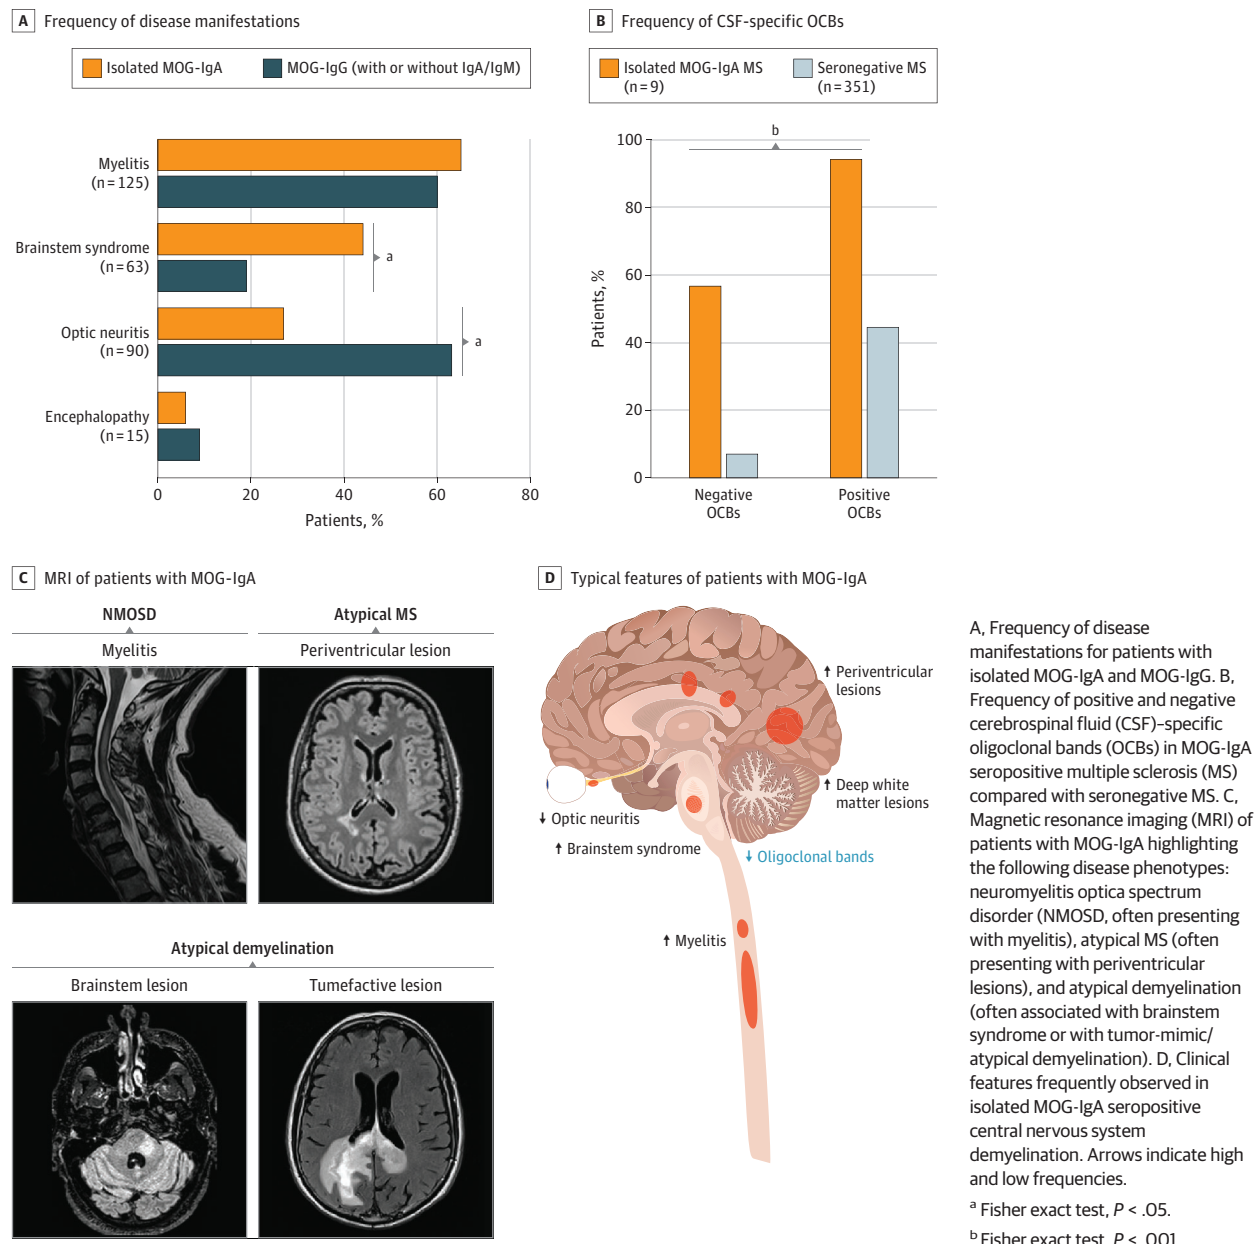 A Frequency of disease manifestations
Isolated MOG-IgA
MOG-IgG (with or without IgA/IgM)
Myelitis
(n = 125)
Brainstem syndrome
(n = 63)
a
Optic neuritis
(n = 90)
a
Encephalopathy
(n = 15)
0 20 40 60 80
Patients, %
B Frequency of CSF-specific OCBs
Isolated MOG-IgA MS
(n = 9)
Seronegative MS
(n = 351)
b
100
80
60
40
20
0
Patients, %
Negative
OCBs
Positive
OCBs
C MRI of patients with MOG-IgA
NMOSD
Myelitis
Atypical MS
Periventricular lesion
Atypical demyelination
Brainstem lesion
Tumefactive lesion
D Typical features of patients with MOG-IgA
↑ Periventricular
lesions
↑ Deep white
matter lesions
↓ Optic neuritis
↑ Brainstem syndrome
↓ Oligoclonal bands
↑ Myelitis
A, Frequency of disease
manifestations for patients with
isolated MOG-IgA and MOG-IgG. B,
Frequency of positive and negative
cerebrospinal fluid (CSF)–specific
oligoclonal bands (OCBs) in MOG-IgA
seropositive multiple sclerosis (MS)
compared with seronegative MS. C,
Magnetic resonance imaging (MRI) of
patients with MOG-IgA highlighting
the following disease phenotypes:
neuromyelitis optica spectrum
disorder (NMOSD, often presenting
with myelitis), atypical MS (often
presenting with periventricular
lesions), and atypical demyelination
(often associated with brainstem
syndrome or with tumor-mimic/
atypical demyelination). D, Clinical
features frequently observed in
isolated MOG-IgA seropositive
central nervous system
demyelination. Arrows indicate high
and low frequencies.
a Fisher exact test, P < .05.
b Fisher exact test, P < .001